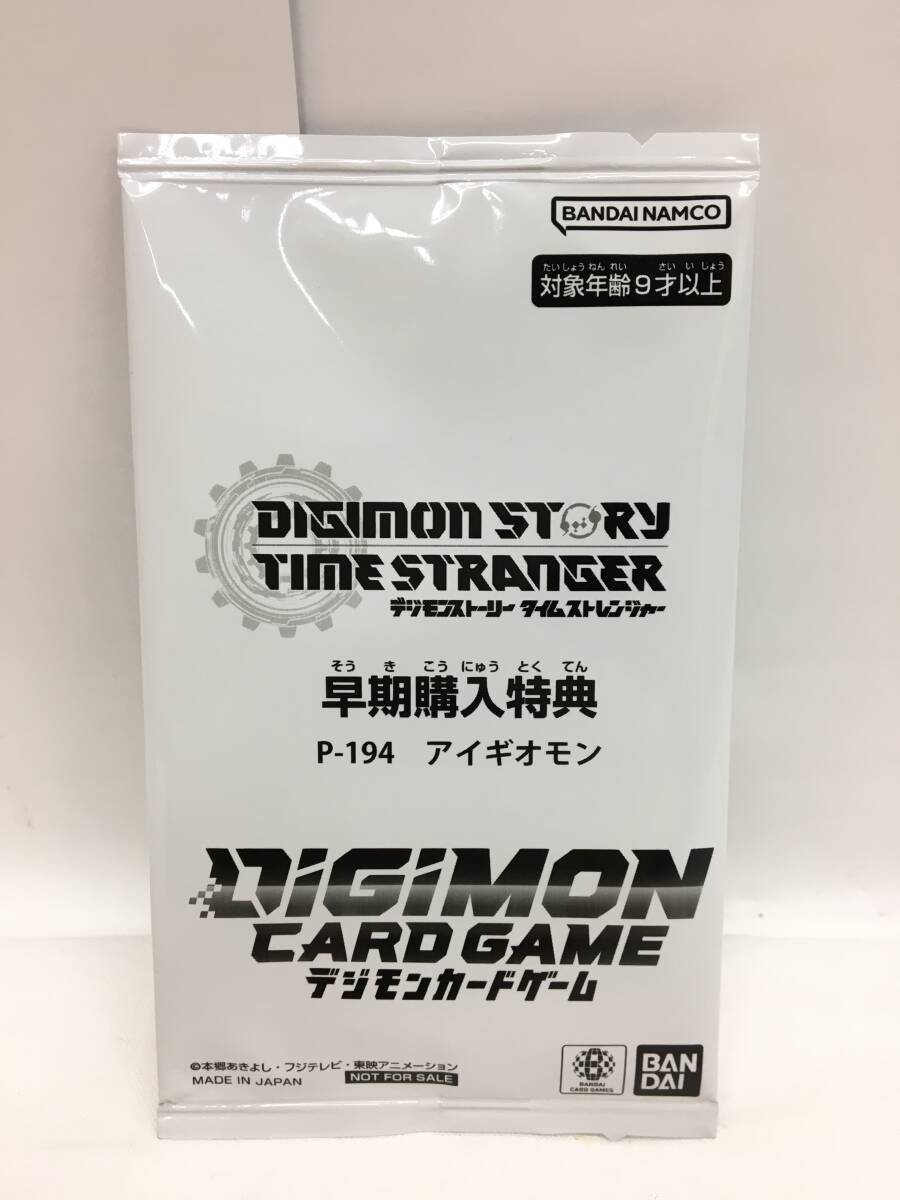 BANDAI NAMCO
たいしょうねんれい さいいじょう
対象年齢9才以上
DIGIMON STORY
TIME STRANGER
デジモンストーリー タイムストレンジャー
そう き こう にゅう とく てん
早期購入特典
P-194 アイギオモン
DiGiMON
CARD GAME
デジモンカードゲーム
©本郷あきよし・フジテレビ・東映アニメーション
MADE IN JAPAN NOT FOR SALE
BANDAI
CARD GAMES
BAN
DAI